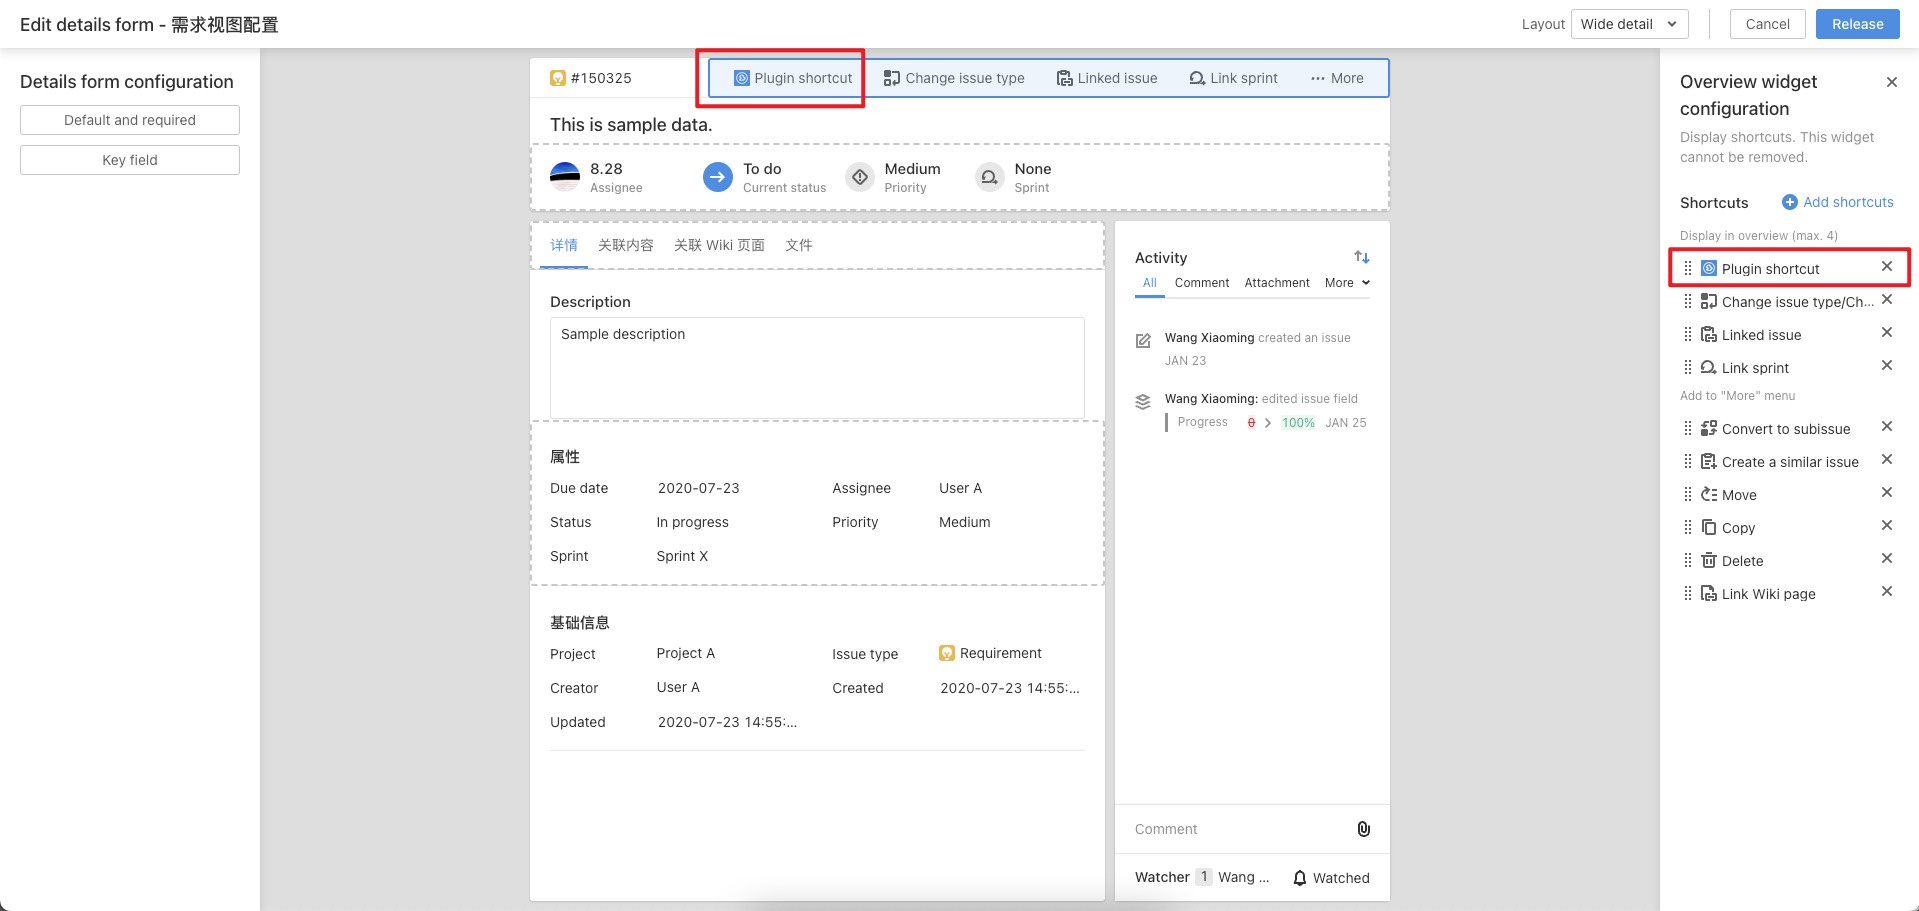 Edit details form - 需求视图配置
Layout
Wide detail
Cancel
Release
Details form configuration
Default and required
Key field
#150325
Plugin shortcut
Change issue type
Linked issue
Link sprint
··· More
This is sample data.
8.28
Assignee
To do
Current status
Medium
Priority
None
Sprint
详情
关联内容
关联 Wiki 页面
文件
Description
Sample description
属性
Due date
2020-07-23
Assignee
User A
Status
In progress
Priority
Medium
Sprint
Sprint X
基础信息
Project
Project A
Issue type
Requirement
Creator
User A
Created
2020-07-23 14:55:...
Updated
2020-07-23 14:55:...
Activity
All
Comment
Attachment
More
Wang Xiaoming created an issue
JAN 23
Wang Xiaoming: edited issue field
Progress 0 > 100% JAN 25
Comment
Watcher 1 Wang ...
Watched
Overview widget
configuration
Display shortcuts. This widget
cannot be removed.
Shortcuts
Add shortcuts
Display in overview (max. 4)
Plugin shortcut
Change issue type/Ch...
Linked issue
Link sprint
Add to "More" menu
Convert to subissue
Create a similar issue
Move
Copy
Delete
Link Wiki page